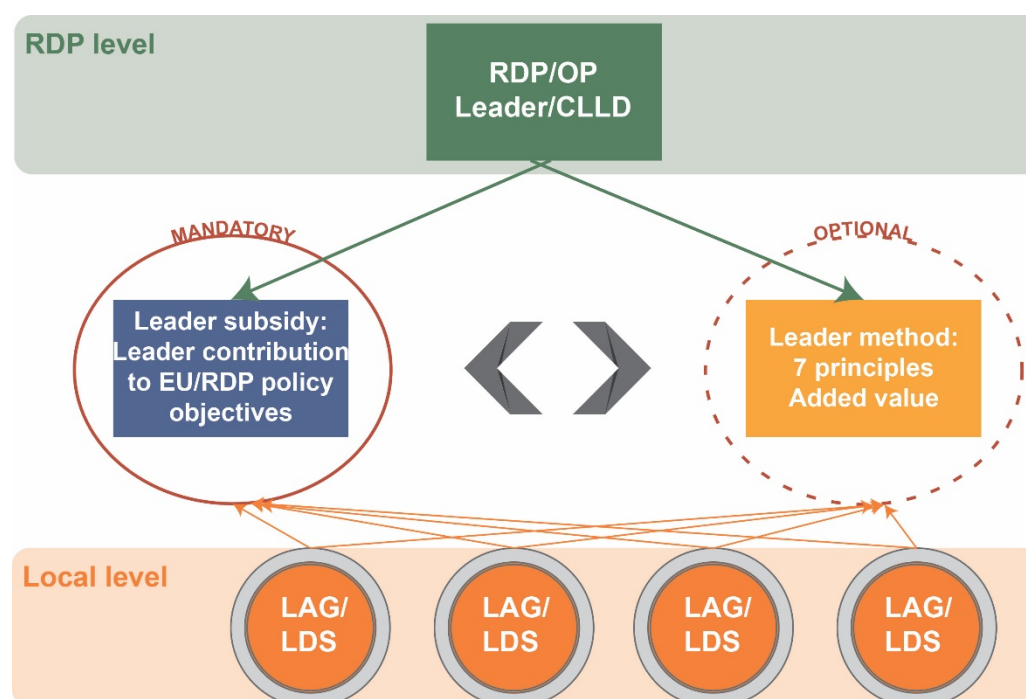 RDP level
RDP/OP
Leader/CLLD
MANDATORY
OPTIONAL
Leader subsidy:
Leader contribution
to EU/RDP policy
objectives
Leader method:
7 principles
Added value
Local level
LAG/
LDS
LAG/
LDS
LAG/
LDS
LAG/
LDS